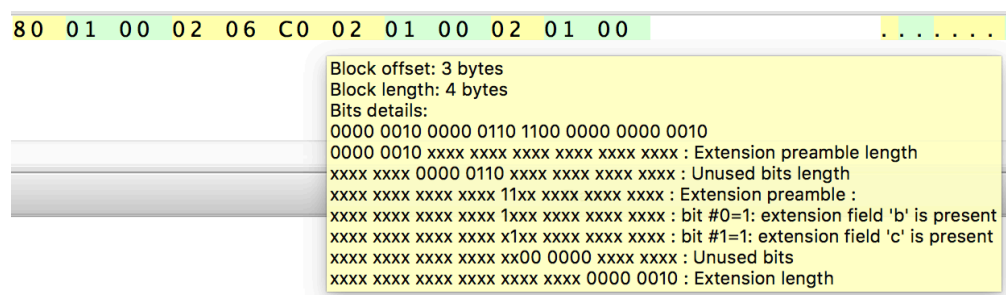 80 01 00 02 06 C0 02 01 00 02 01 00 . . . . . . .
Block offset: 3 bytes
Block length: 4 bytes
Bits details:
0000 0010 0000 0110 1100 0000 0000 0010
0000 0010 xxxx xxxx xxxx xxxx xxxx xxxx : Extension preamble length
xxxx xxxx 0000 0110 xxxx xxxx xxxx xxxx : Unused bits length
xxxx xxxx xxxx xxxx 11xx xxxx xxxx xxxx : Extension preamble :
xxxx xxxx xxxx xxxx 1xxx xxxx xxxx xxxx : bit #0=1: extension field 'b' is present
xxxx xxxx xxxx xxxx x1xx xxxx xxxx xxxx : bit #1=1: extension field 'c' is present
xxxx xxxx xxxx xxxx xx00 0000 xxxx xxxx : Unused bits
xxxx xxxx xxxx xxxx xxxx xxxx 0000 0010 : Extension length